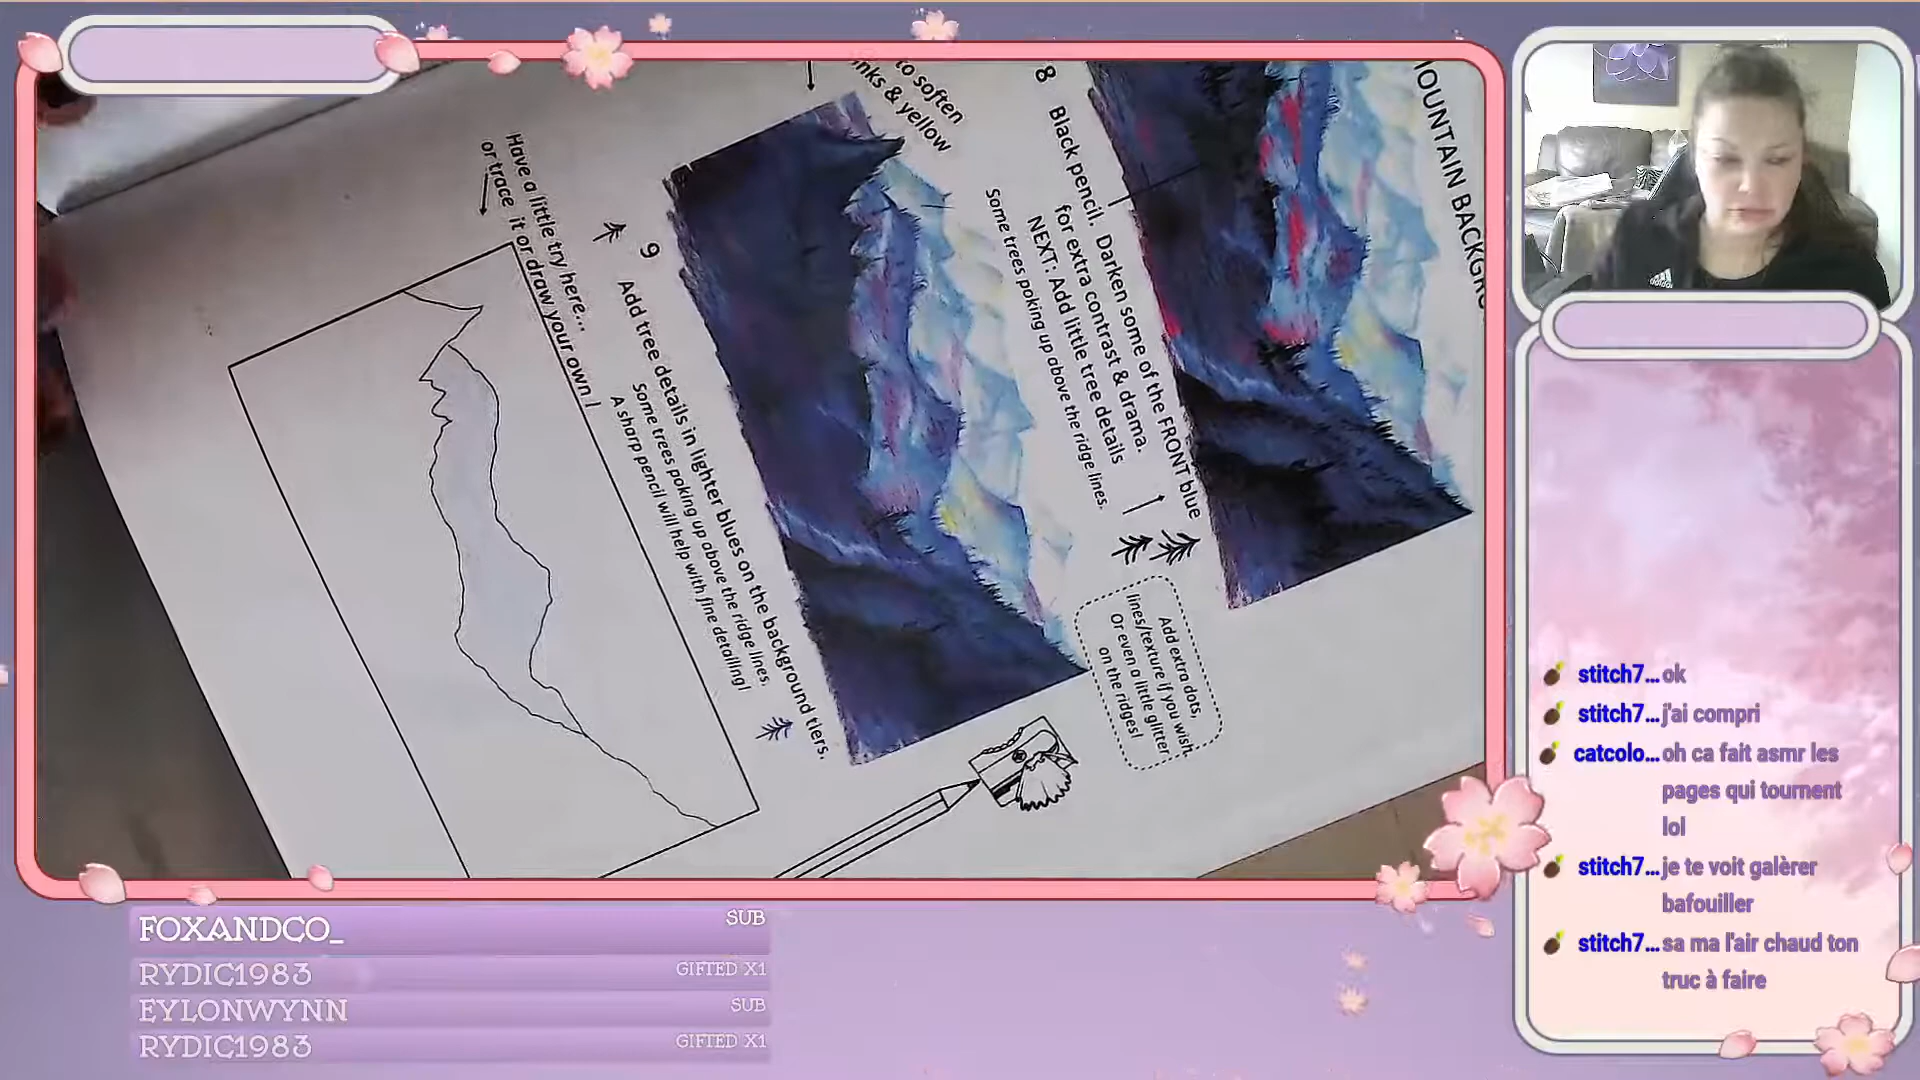 to soften
inks & yellow
MOUNTAIN BACKGRO
8 Black pencil. Darken some of the FRONT blue
for extra contrast & drama.
NEXT: Add little tree details
Some trees poking up above the ridge lines.
Add extra dots,
lines/texture if you wish.
Or even a little glitter
on the ridges!
9 Add tree details in lighter blues on the background tiers.
Some trees poking up above the ridge lines.
A sharp pencil will help with fine detailing!
Have a little try here...
or trace it or draw your own!
adidas
stitch7... ok
stitch7... j'ai compri
catcolo... oh ca fait asmr les
pages qui tournent
lol
stitch7... je te voit galèrer
bafouiller
stitch7... sa ma l'air chaud ton
truc à faire
FOXANDCO_ SUB
RYDIC1983 GIFTED X1
EYLONWYNN SUB
RYDIC1983 GIFTED X1